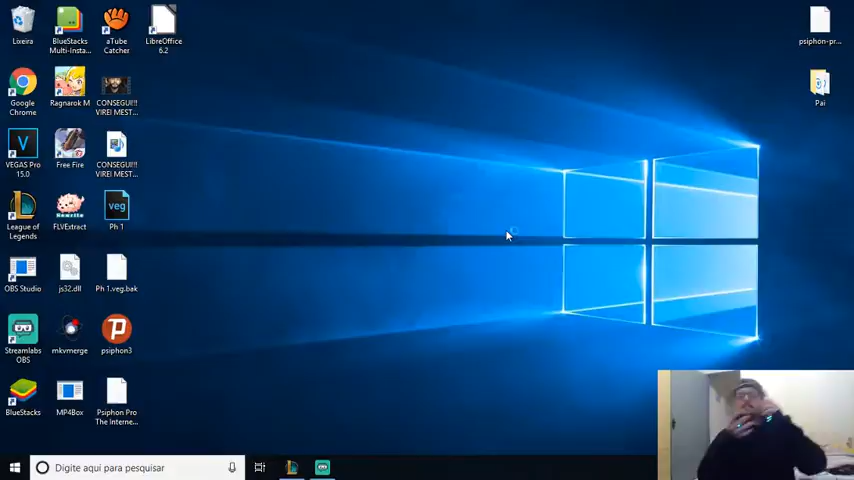 Lixeira
BlueStacks
Multi-Insta...
aTube
Catcher
LibreOffice
6.2
psiphon-pr...
Google
Chrome
Ragnarok M
CONSEGUI!!!
VIREI MEST...
Pai
V
VEGAS Pro
15.0
Free Fire
CONSEGUI!!!
VIREI MEST...
League of
Legends
FLVExtract
veg
Ph 1
OBS Studio
js32.dll
Ph 1.veg.bak
Streamlabs
OBS
mkvmerge
psiphon3
BlueStacks
MP4Box
Psiphon Pro
The Interne...
Digite aqui para pesquisar